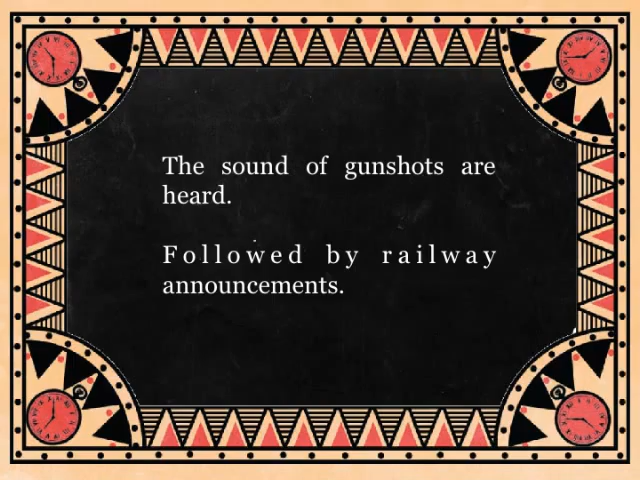 The sound of gunshots are
heard.
Followed by railway
announcements.